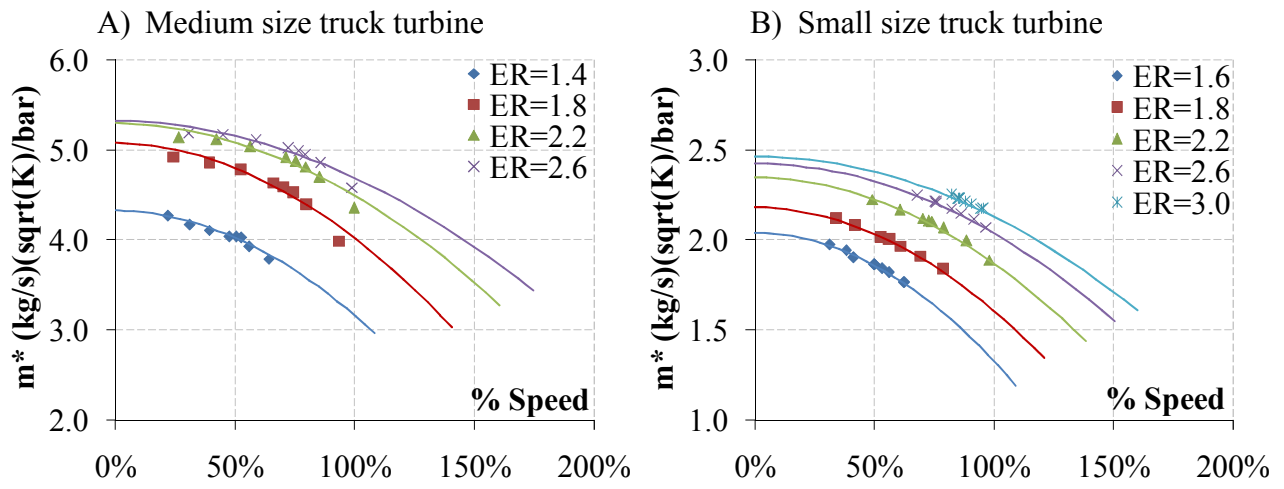 A) Medium size truck turbine
m* (kg/s)(sqrt(K)/bar)
6.0
5.0
4.0
3.0
2.0
ER=1.4
ER=1.8
ER=2.2
ER=2.6
% Speed
0% 50% 100% 150% 200%
B) Small size truck turbine
m* (kg/s)(sqrt(K)/bar)
3.0
2.5
2.0
1.5
1.0
ER=1.6
ER=1.8
ER=2.2
ER=2.6
ER=3.0
% Speed
0% 50% 100% 150% 200%